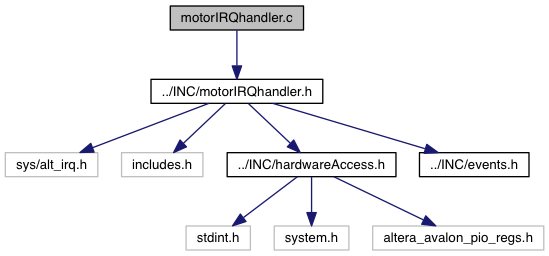 motorIRQhandler.c
../INC/motorIRQhandler.h
sys/alt_irq.h
includes.h
../INC/hardwareAccess.h
../INC/events.h
stdint.h
system.h
altera_avalon_pio_regs.h